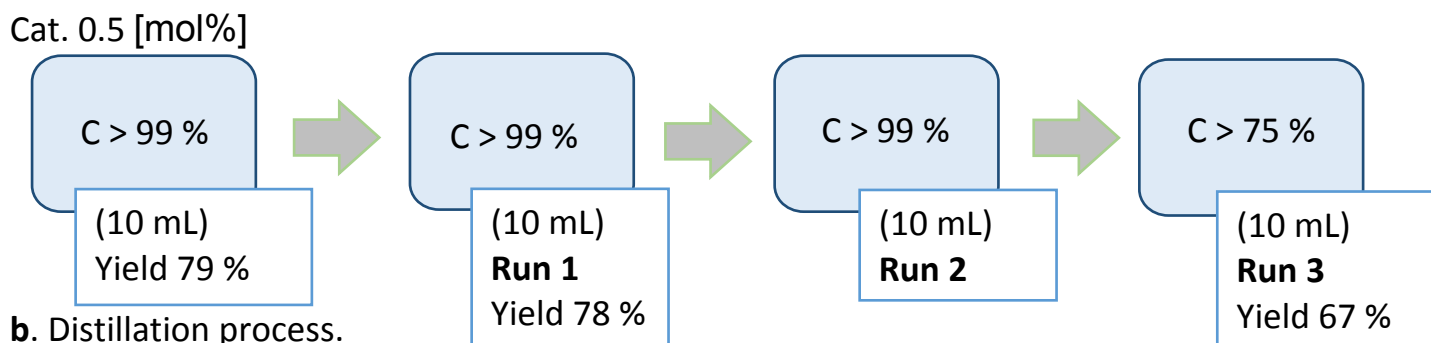 Cat. 0.5 [mol%]
C > 99 %
(10 mL)
Yield 79 %
C > 99 %
(10 mL)
Run 1
Yield 78 %
C > 99 %
(10 mL)
Run 2
C > 75 %
(10 mL)
Run 3
Yield 67 %
b. Distillation process.